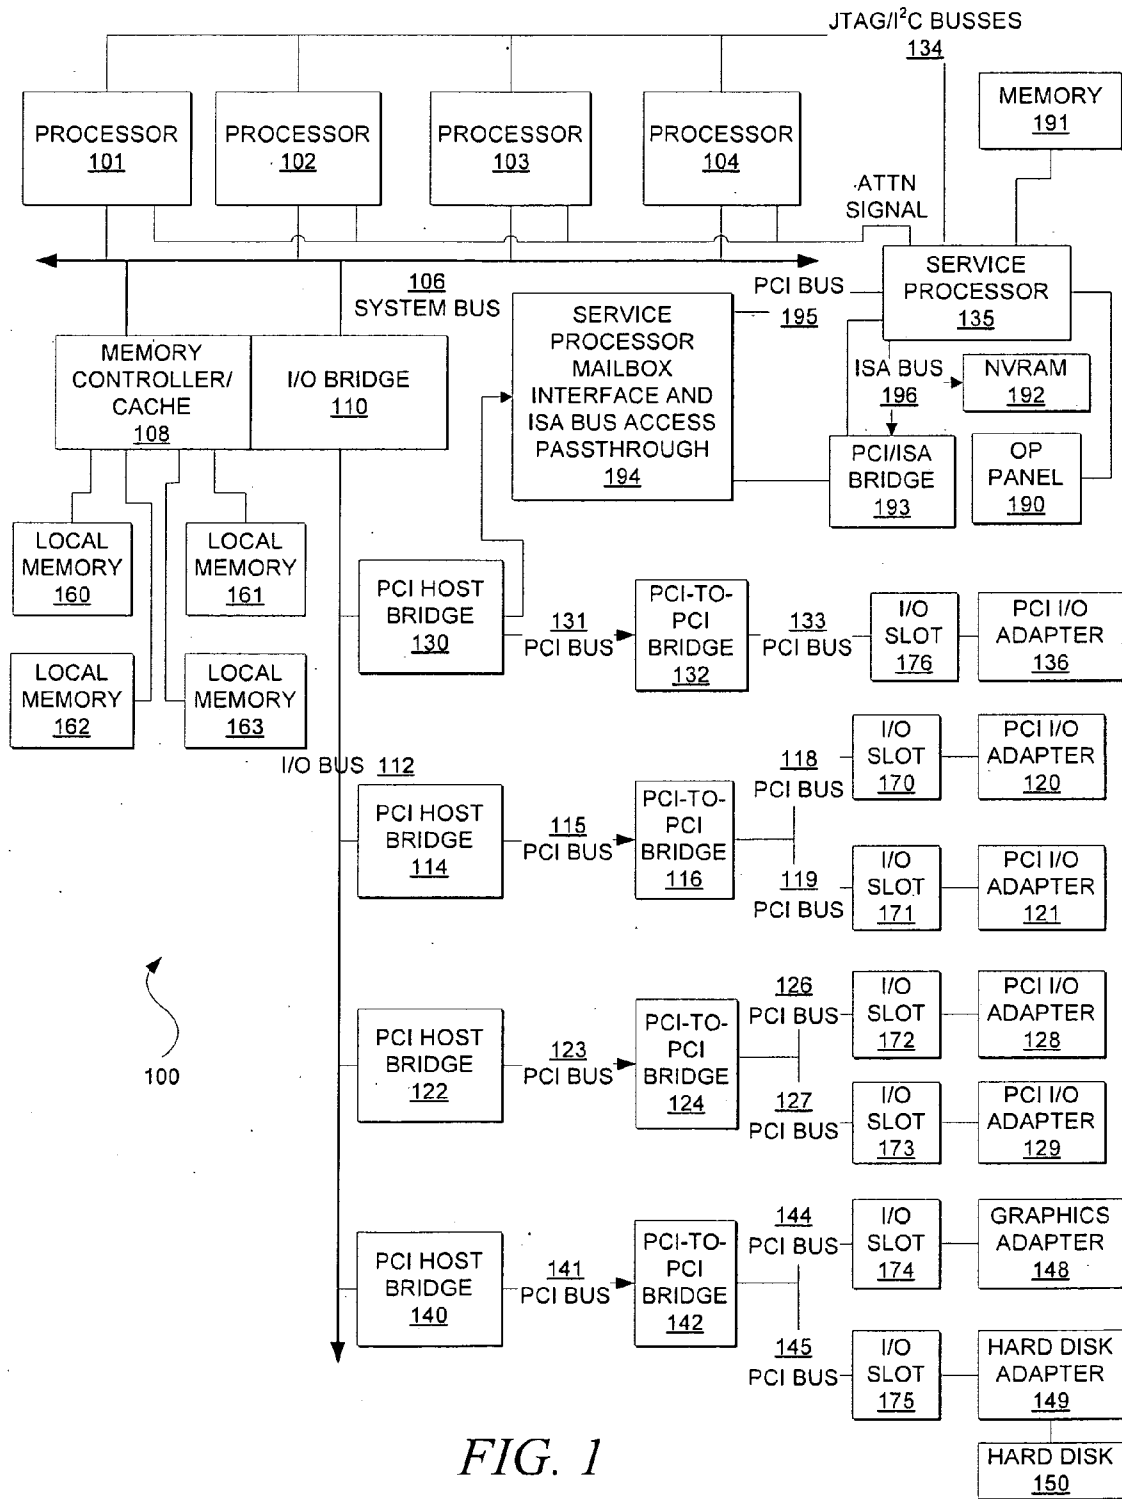 JTAG/I²C BUSSES
134
PROCESSOR
101
PROCESSOR
102
PROCESSOR
103
PROCESSOR
104
MEMORY
191
ATTN
SIGNAL
106
SYSTEM BUS
PCI BUS
195
SERVICE
PROCESSOR
135
MEMORY
CONTROLLER/
CACHE
108
I/O BRIDGE
110
SERVICE
PROCESSOR
MAILBOX
INTERFACE AND
ISA BUS ACCESS
PASSTHROUGH
194
ISA BUS
196
NVRAM
192
PCI/ISA
BRIDGE
193
OP
PANEL
190
LOCAL
MEMORY
160
LOCAL
MEMORY
161
LOCAL
MEMORY
162
LOCAL
MEMORY
163
PCI HOST
BRIDGE
130
131
PCI BUS
PCI-TO-
PCI
BRIDGE
132
133
PCI BUS
I/O
SLOT
176
PCI I/O
ADAPTER
136
I/O BUS 112
PCI HOST
BRIDGE
114
115
PCI BUS
PCI-TO-
PCI
BRIDGE
116
118
PCI BUS
119
PCI BUS
I/O
SLOT
170
PCI I/O
ADAPTER
120
I/O
SLOT
171
PCI I/O
ADAPTER
121
100
PCI HOST
BRIDGE
122
123
PCI BUS
PCI-TO-
PCI
BRIDGE
124
126
PCI BUS
127
PCI BUS
I/O
SLOT
172
PCI I/O
ADAPTER
128
I/O
SLOT
173
PCI I/O
ADAPTER
129
PCI HOST
BRIDGE
140
141
PCI BUS
PCI-TO-
PCI
BRIDGE
142
144
PCI BUS
145
PCI BUS
I/O
SLOT
174
GRAPHICS
ADAPTER
148
I/O
SLOT
175
HARD DISK
ADAPTER
149
HARD DISK
150
FIG. 1